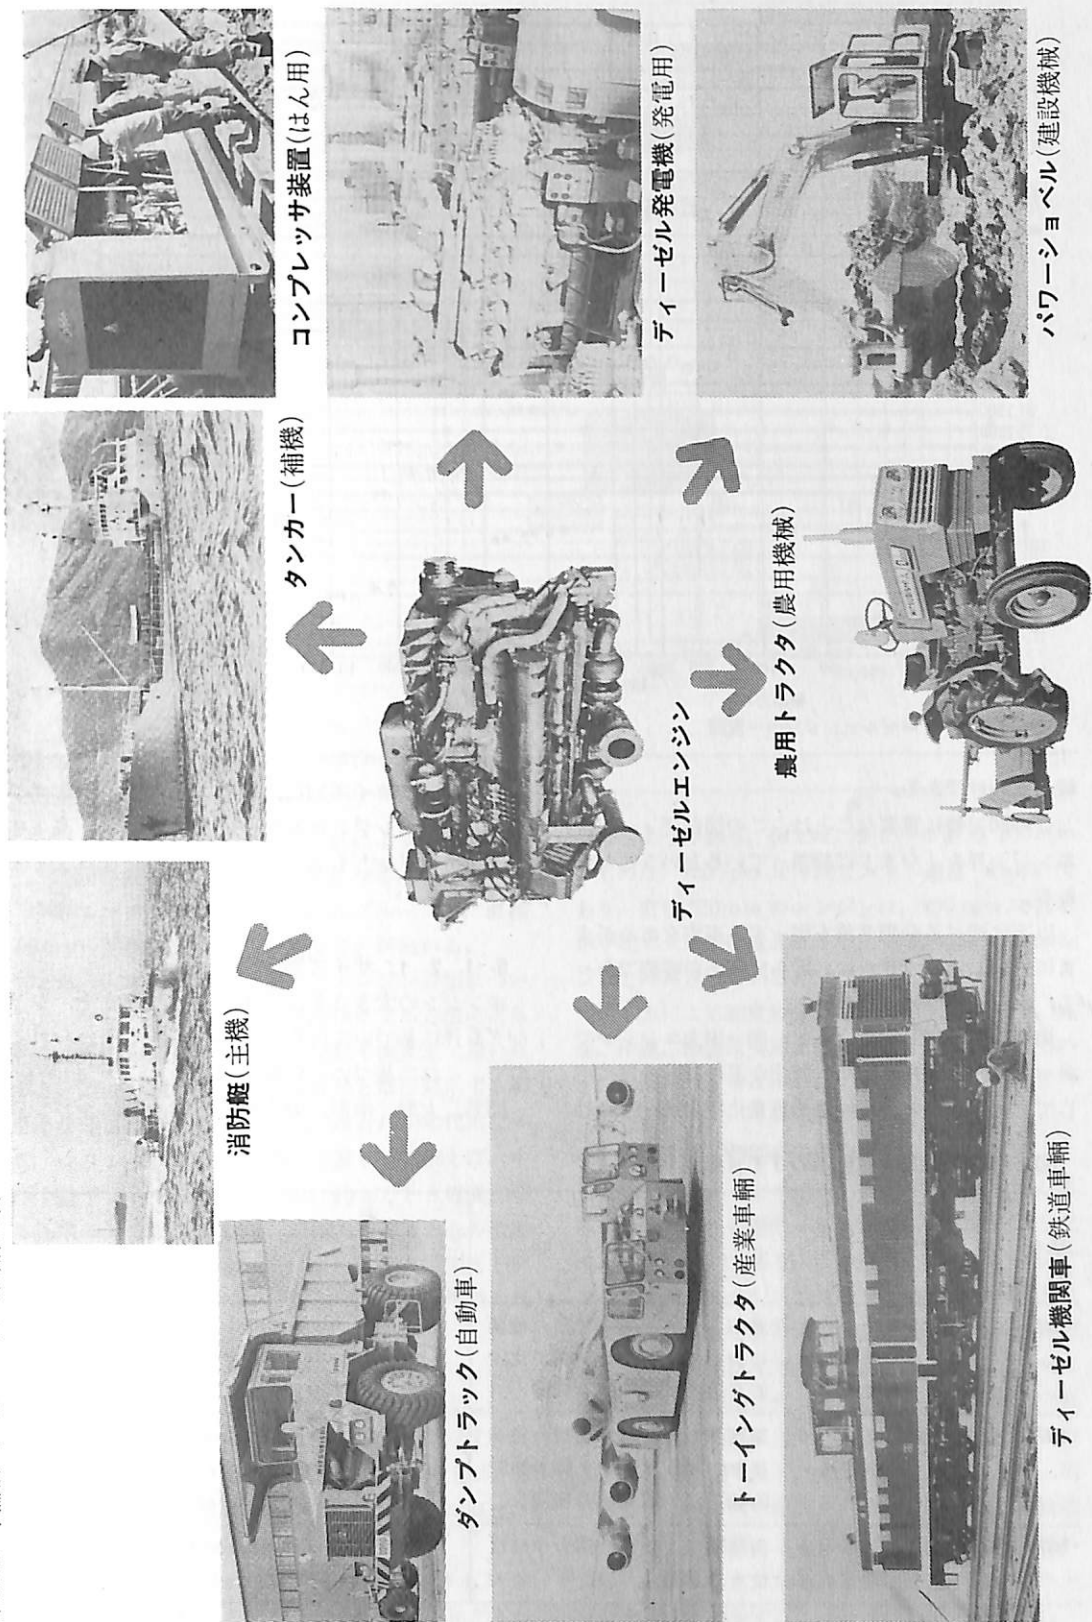 消防艇(主機)
タンカー(補機)
コンプレッサ装置(はん用)
ダンプトラック(自動車)
ディーゼル発電機(発電用)
トーイングトラクタ(産業車輛)
ディーゼルエンジン
農用トラクタ(農用機械)
パワーショベル(建設機械)
ディーゼル機関車(鉄道車輛)